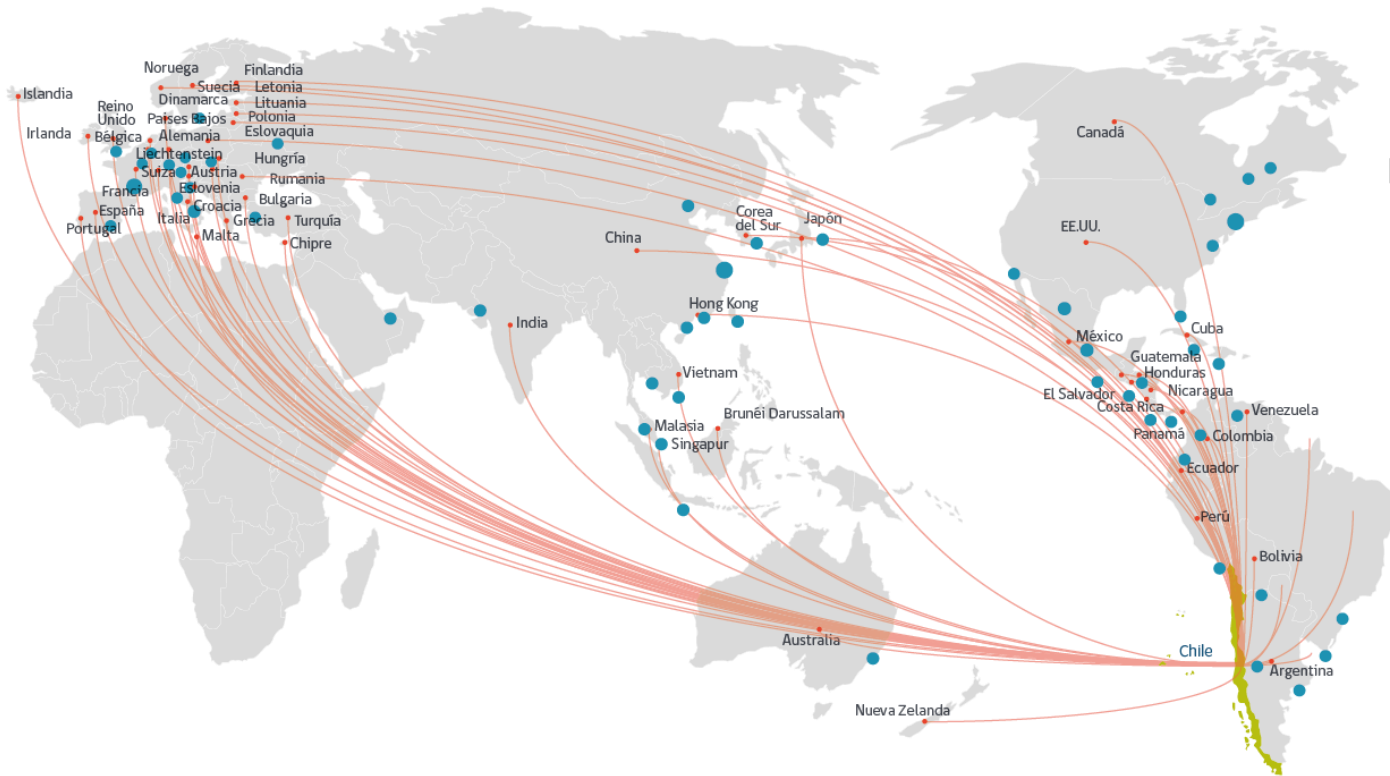 Noruega
Finlandia
Suecia
Letonia
Islandia
Dinamarca
Lituania
Reino
Unido
Países Bajos
Polonia
Irlanda
Bélgica
Alemania
Eslovaquia
Liechtenstein
Hungría
Suiza
Austria
Rumania
Francia
Eslovenia
España
Croacia
Bulgaria
Portugal
Italia
Grecia
Turquía
Malta
Chipre
China
Corea
del Sur
Japón
Hong Kong
India
Vietnam
Brunéi Darussalam
Malasia
Singapur
Australia
Nueva Zelanda
Canadá
EE.UU.
Cuba
México
Guatemala
Honduras
El Salvador
Nicaragua
Costa Rica
Panamá
Venezuela
Colombia
Ecuador
Perú
Bolivia
Chile
Argentina